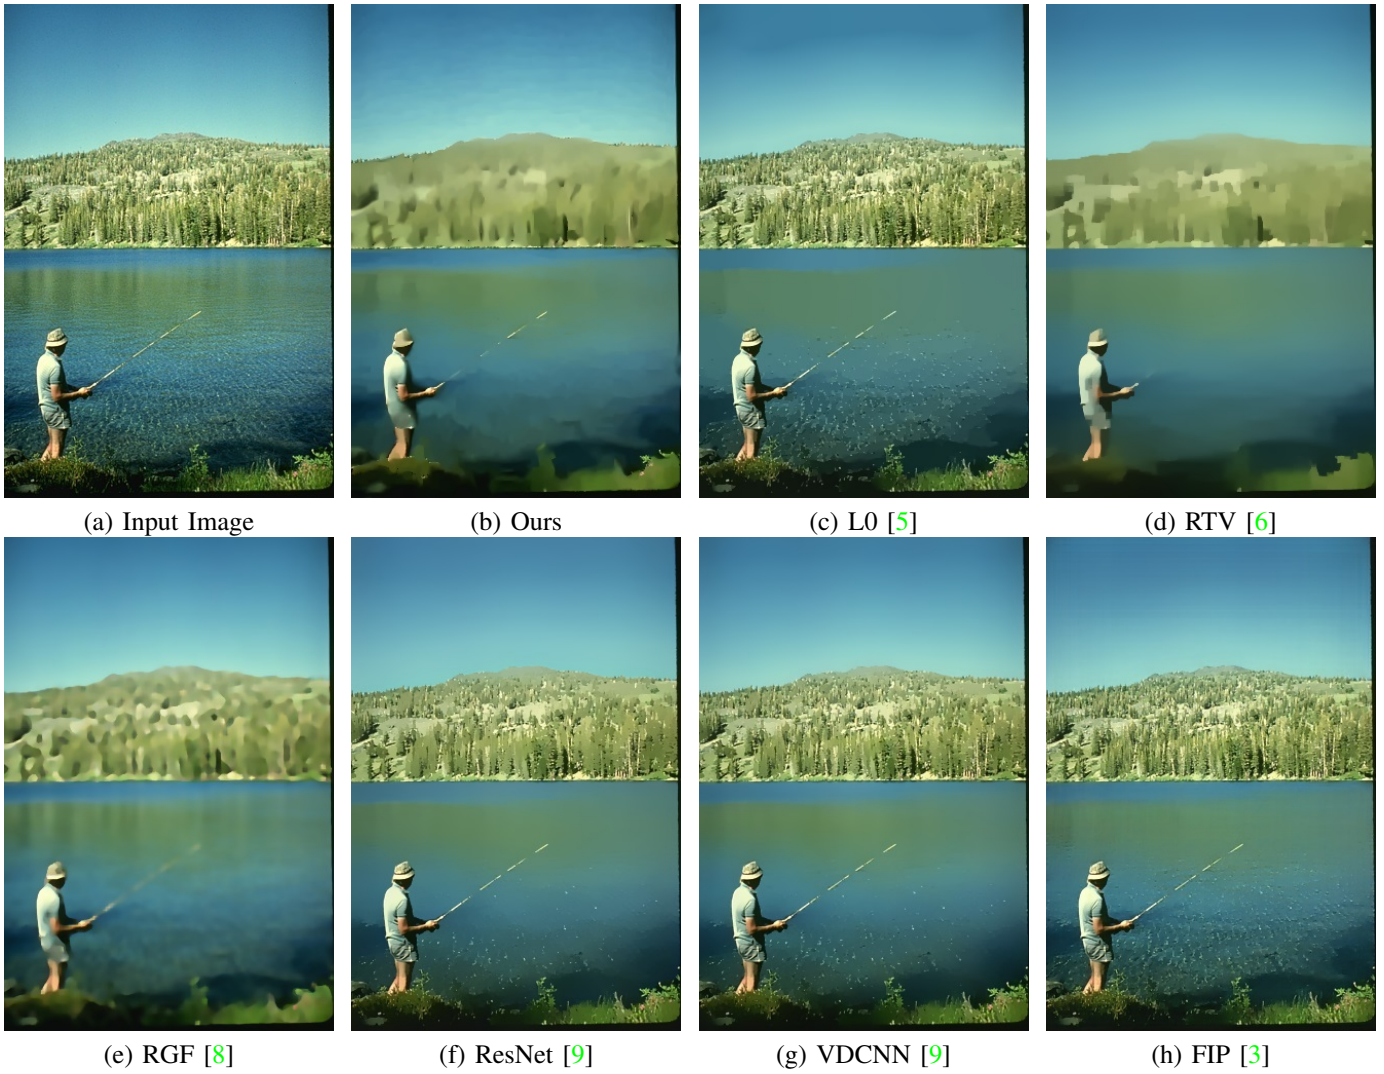 (a) Input Image
(b) Ours
(c) L0 [5]
(d) RTV [6]
(e) RGF [8]
(f) ResNet [9]
(g) VDCNN [9]
(h) FIP [3]